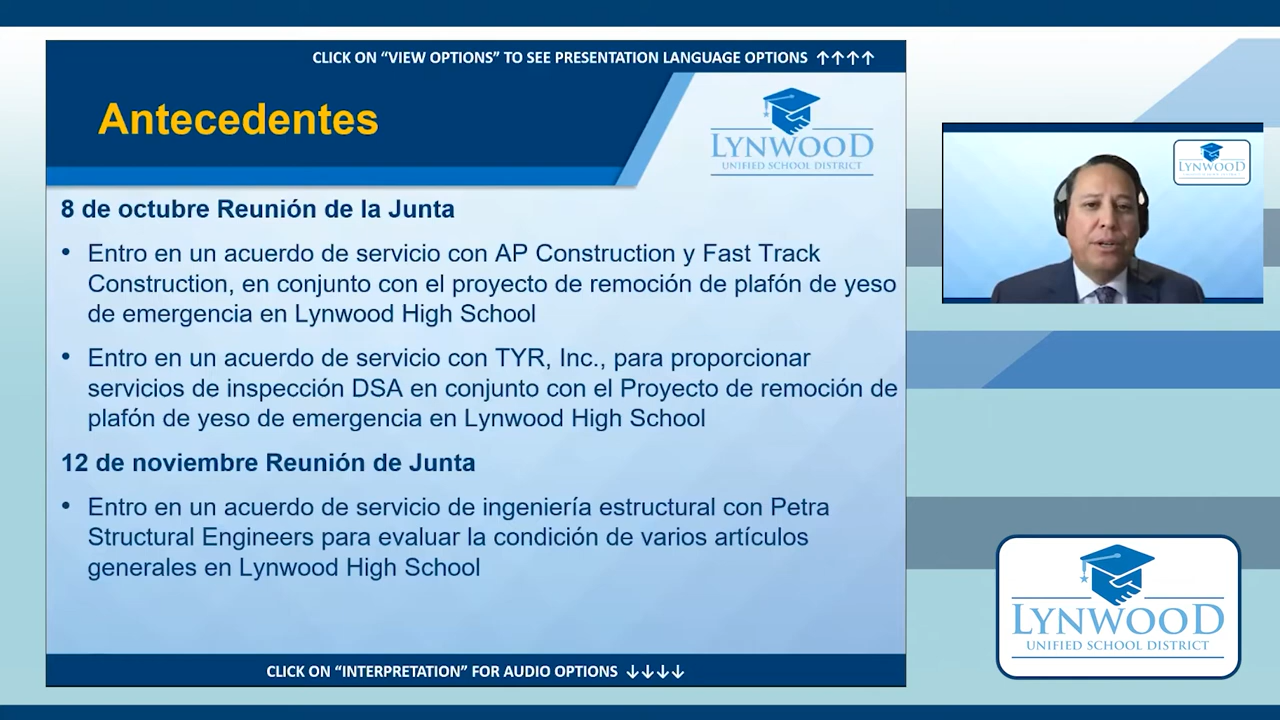 CLICK ON “VIEW OPTIONS” TO SEE PRESENTATION LANGUAGE OPTIONS ↑↑↑↑
Antecedentes
LYNWOOD
UNIFIED SCHOOL DISTRICT
8 de octubre Reunión de la Junta
• Entro en un acuerdo de servicio con AP Construction y Fast Track
Construction, en conjunto con el proyecto de remoción de plafón de yeso
de emergencia en Lynwood High School
• Entro en un acuerdo de servicio con TYR, Inc., para proporcionar
servicios de inspección DSA en conjunto con el Proyecto de remoción de
plafón de yeso de emergencia en Lynwood High School
12 de noviembre Reunión de Junta
• Entro en un acuerdo de servicio de ingeniería estructural con Petra
Structural Engineers para evaluar la condición de varios artículos
generales en Lynwood High School
CLICK ON “INTERPRETATION” FOR AUDIO OPTIONS ↓↓↓↓
LYNWOOD
LYNWOOD
UNIFIED SCHOOL DISTRICT